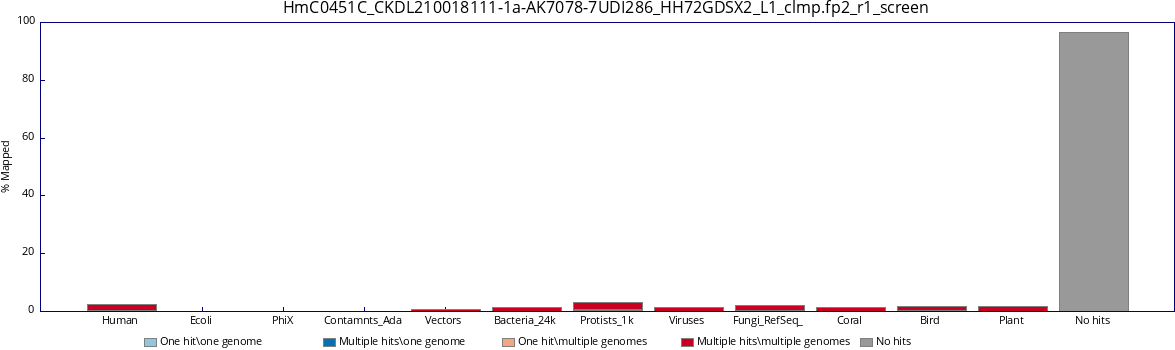 HmC0451C_CKDL210018111-1a-AK7078-7UDI286_HH72GDSX2_L1_clmp.fp2_r1_screen
100
80
60
40
20
0
% Mapped
Human Ecoli PhiX Contamnts_Ada Vectors Bacteria_24k Protists_1k Viruses Fungi_RefSeq_ Coral Bird Plant No hits
One hit\one genome Multiple hits\one genome One hit\multiple genomes Multiple hits\multiple genomes No hits